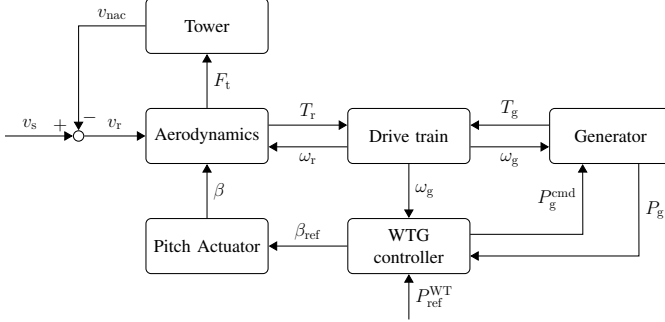 v_nac
Tower
F_t
v_s
+
−
v_r
Aerodynamics
T_r
ω_r
Drive train
T_g
ω_g
Generator
β
ω_g
P_g^cmd
P_g
Pitch Actuator
β_ref
WTG
controller
P_ref^WT